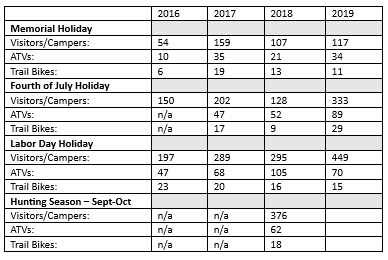 2016 2017 2018 2019
Memorial Holiday
Visitors/Campers: 54 159 107 117
ATVs: 10 35 21 34
Trail Bikes: 6 19 13 11
Fourth of July Holiday
Visitors/Campers: 150 202 128 333
ATVs: n/a 47 52 89
Trail Bikes: n/a 17 9 29
Labor Day Holiday
Visitors/Campers: 197 289 295 449
ATVs: 47 68 105 70
Trail Bikes: 23 20 16 15
Hunting Season – Sept-Oct
Visitors/Campers: n/a n/a 376
ATVs: n/a n/a 62
Trail Bikes: n/a n/a 18